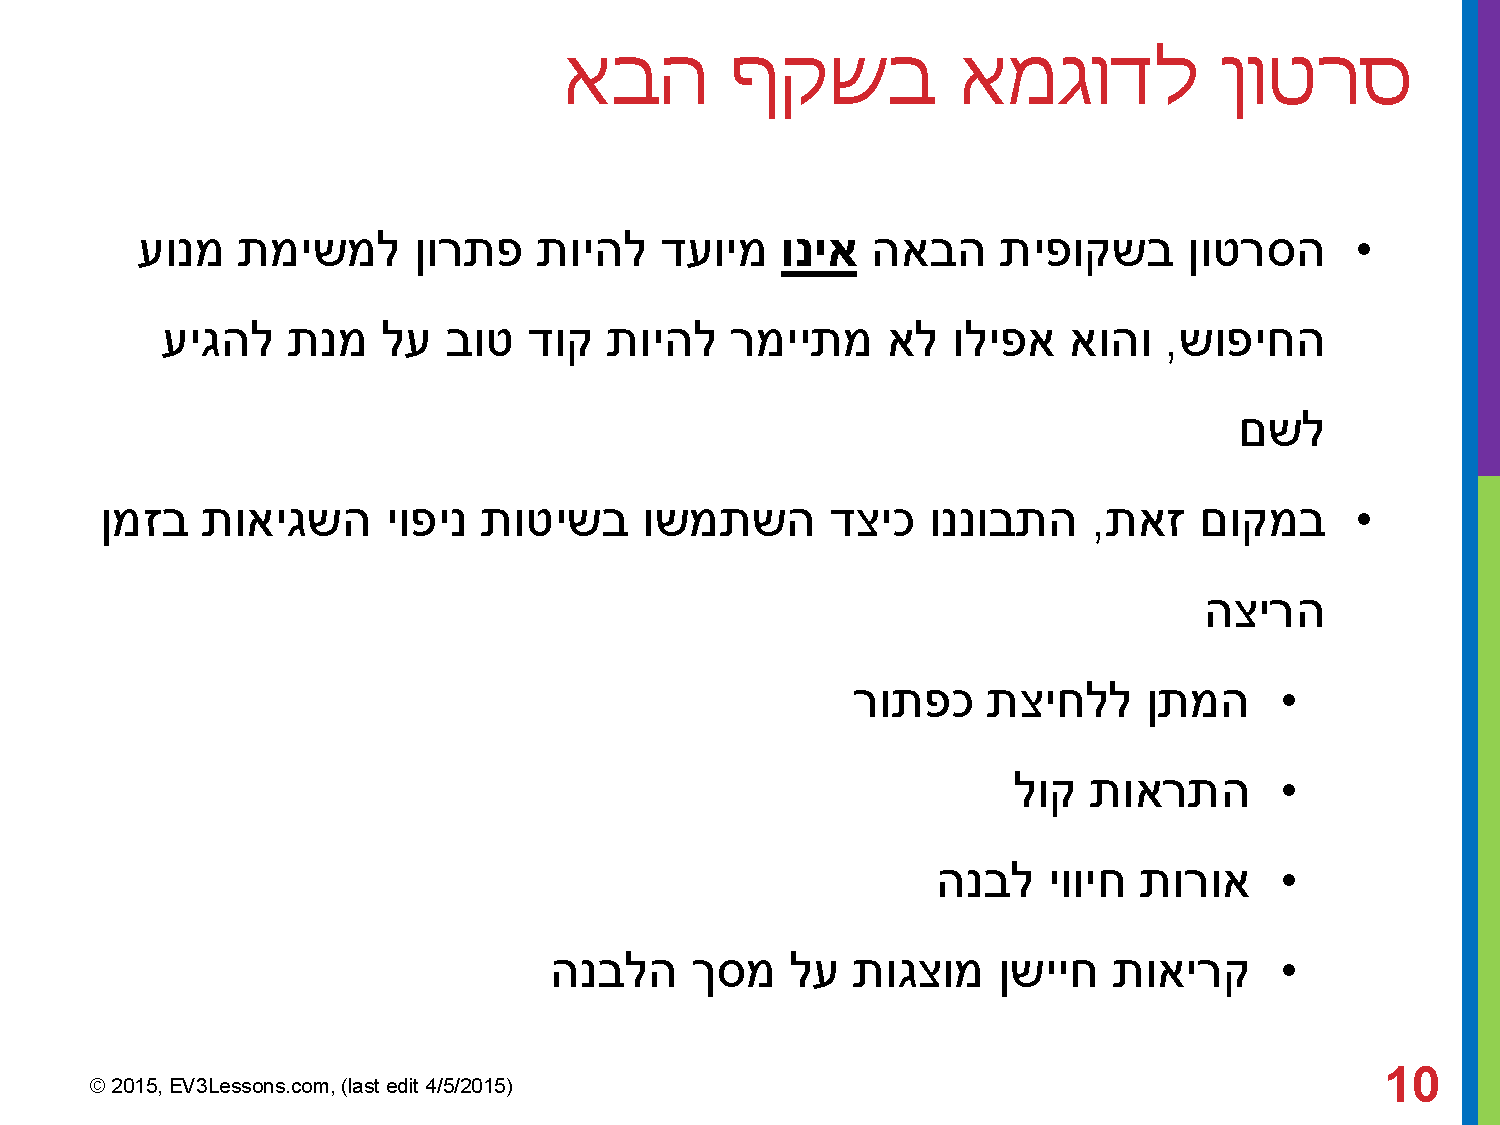 סרטון לדוגמא בשקף הבא
• הסרטון בשקופית הבאה אינו מיועד להיות פתרון למשימת מנוע
החיפוש, והוא אפילו לא מתיימר להיות קוד טוב על מנת להגיע
לשם
• במקום זאת, התבוננו כיצד השתמשו בשיטות ניפוי השגיאות בזמן
הריצה
• המתן ללחיצת כפתור
• התראות קול
• אורות חיווי לבנה
• קריאות חיישן מוצגות על מסך הלבנה
© 2015, EV3Lessons.com, (last edit 4/5/2015)
10